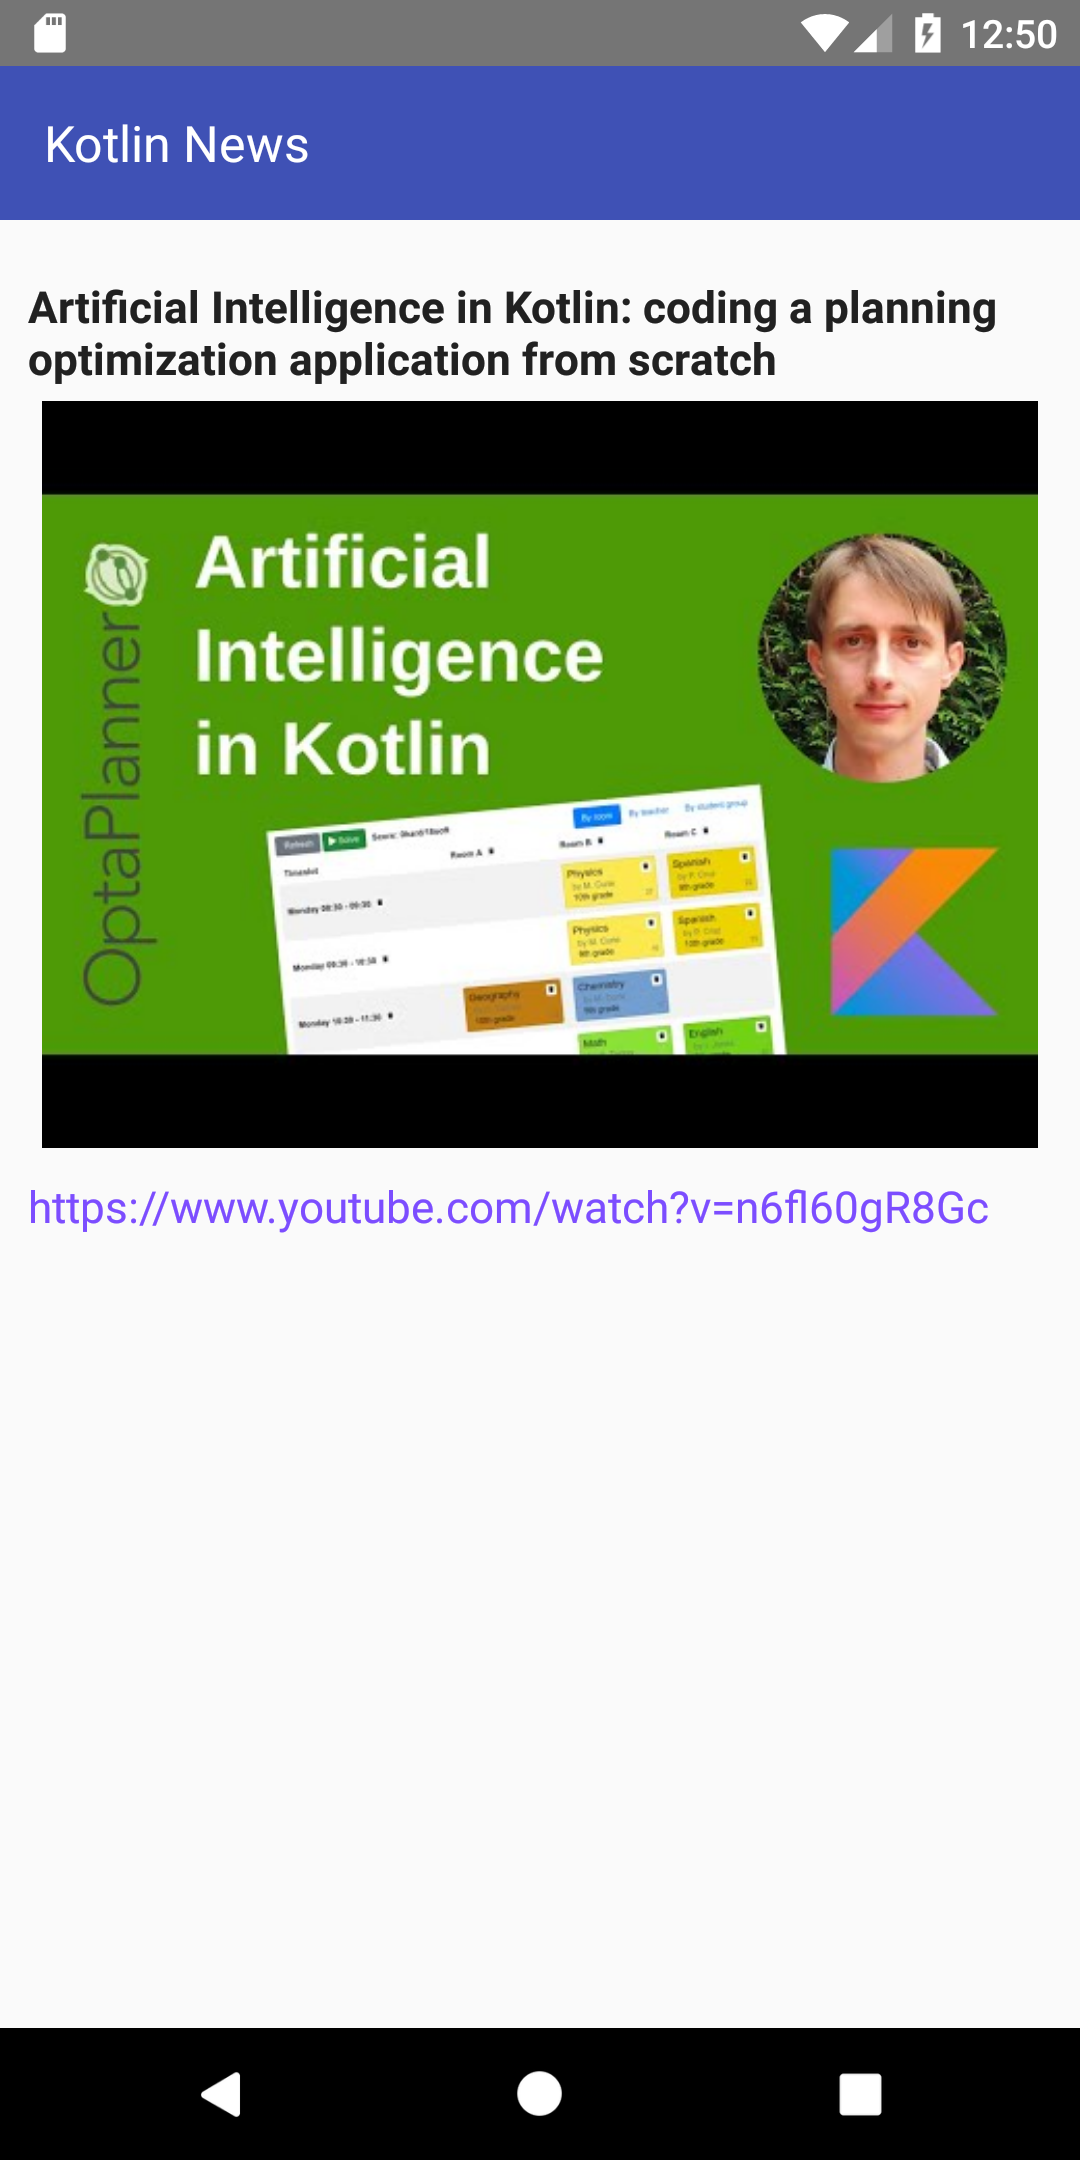 12:50
Kotlin News
Artificial Intelligence in Kotlin: coding a planning
optimization application from scratch
OptaPlanner
Artificial
Intelligence
in Kotlin
Refresh
Solve
By room
By teacher
By student group
Timeslot
Room A
Room B
Room C
Monday 08:30 - 09:30
Physics
by M. Curie
10th grade
Spanish
by P. Cruz
9th grade
Monday 09:30 - 10:30
Physics
by M. Curie
9th grade
Spanish
by P. Cruz
10th grade
Monday 10:30 - 11:30
Geography
10th grade
Chemistry
by M. Curie
9th grade
Math
English
by I. Jones
https://www.youtube.com/watch?v=n6fl60gR8Gc